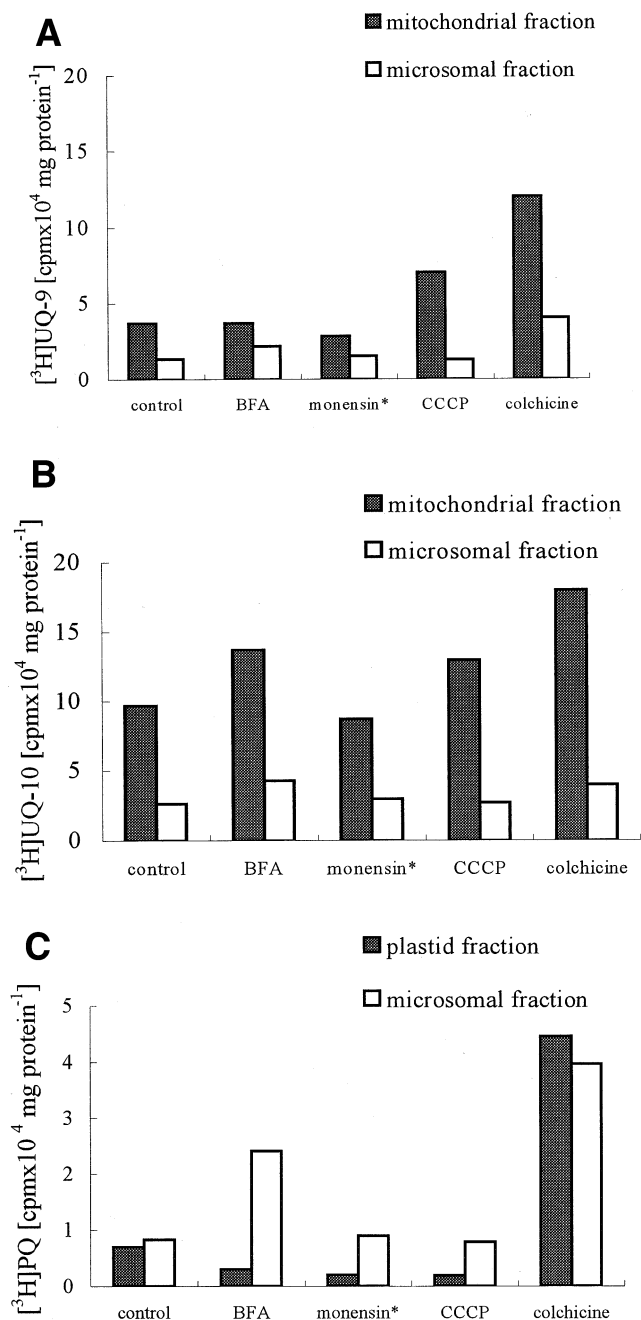 A
mitochondrial fraction
microsomal fraction
[³H]UQ-9 [cpmx10⁴ mg protein⁻¹]
20
15
10
5
0
control BFA monensin* CCCP colchicine
B
mitochondrial fraction
microsomal fraction
[³H]UQ-10 [cpmx10⁴ mg protein⁻¹]
20
15
10
5
0
control BFA monensin* CCCP colchicine
C
plastid fraction
microsomal fraction
[³H]PQ [cpmx10⁴ mg protein⁻¹]
5
4
3
2
1
0
control BFA monensin* CCCP colchicine